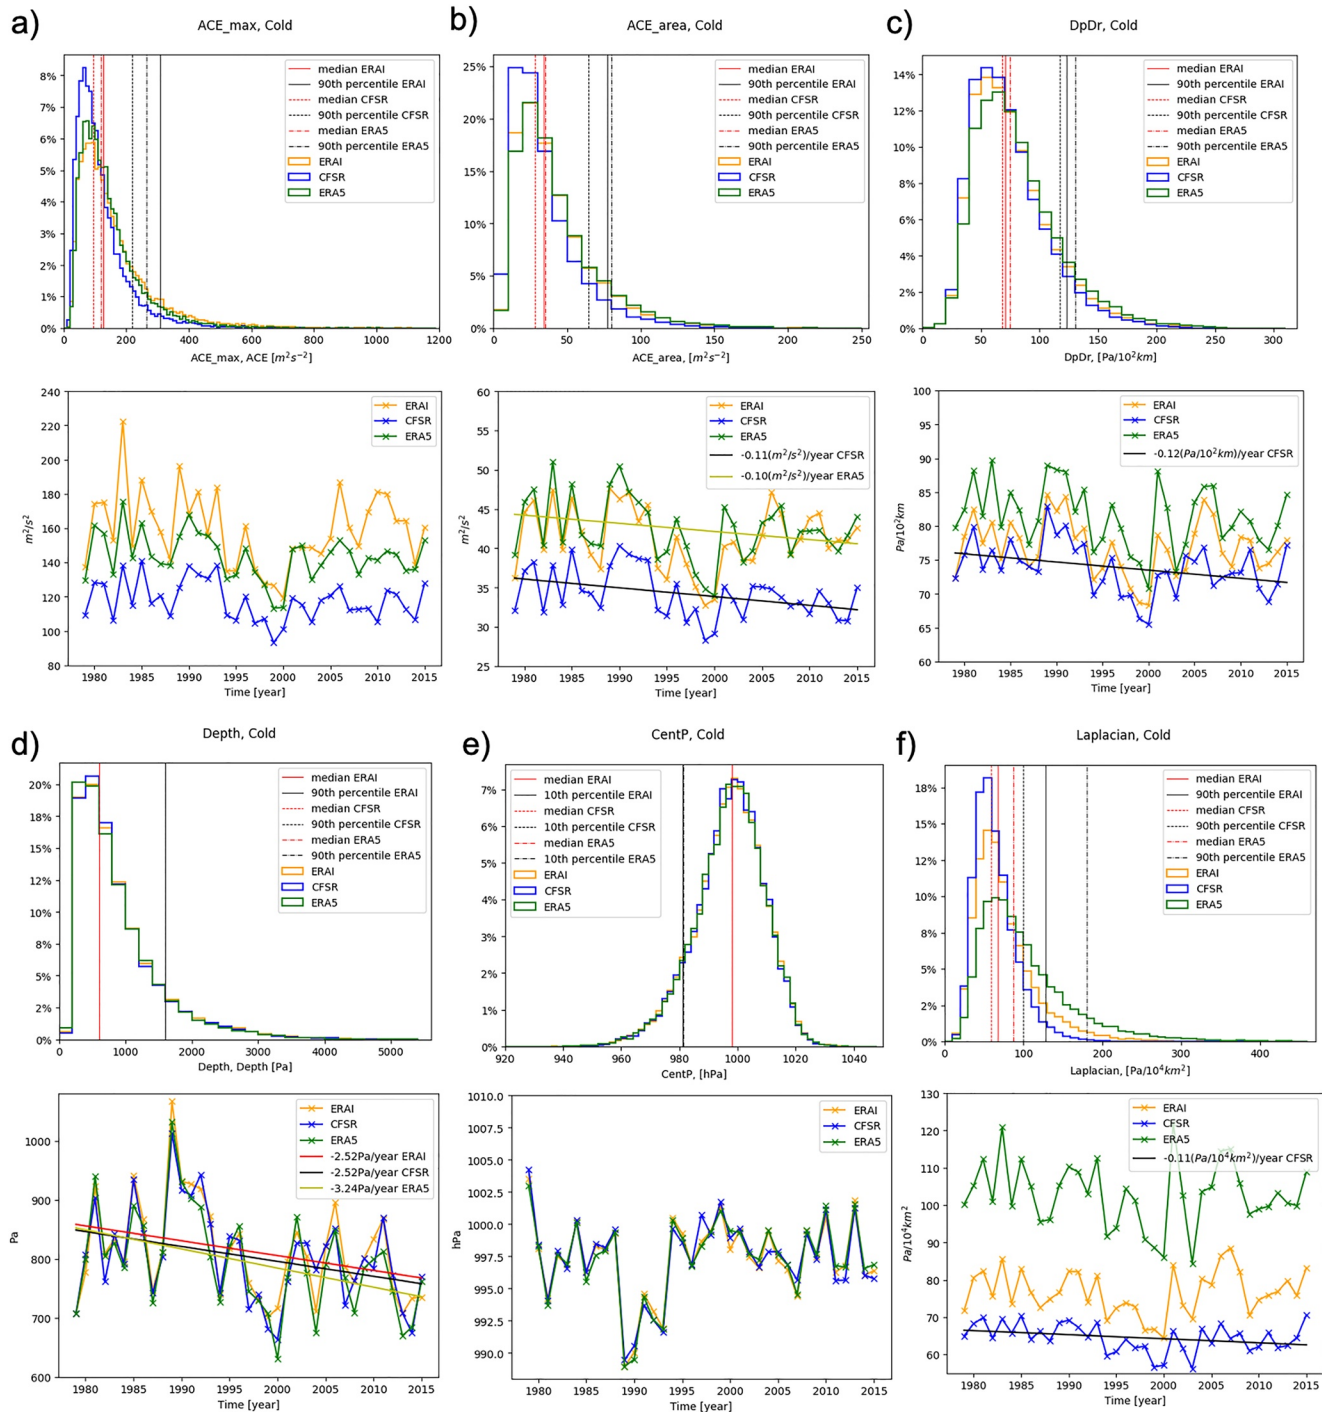 a)
ACE_max, Cold
8%
7%
6%
5%
4%
3%
2%
1%
0%
0 200 400 600 800 1000 1200
ACE_max, ACE [m²s⁻²]
median ERAI
90th percentile ERAI
median CFSR
90th percentile CFSR
median ERA5
90th percentile ERA5
ERAI
CFSR
ERA5
b)
ACE_area, Cold
25%
20%
15%
10%
5%
0%
0 50 100 150 200 250
ACE_area, [m²s⁻²]
median ERAI
90th percentile ERAI
median CFSR
90th percentile CFSR
median ERA5
90th percentile ERA5
ERAI
CFSR
ERA5
c)
DpDr, Cold
14%
12%
10%
8%
6%
4%
2%
0%
0 50 100 150 200 250 300
DpDr, [Pa/10²km]
median ERAI
90th percentile ERAI
median CFSR
90th percentile CFSR
median ERA5
90th percentile ERA5
ERAI
CFSR
ERA5
240
220
200
180
160
140
120
100
80
m²/s²
1980 1985 1990 1995 2000 2005 2010 2015
Time [year]
ERAI
CFSR
ERA5
60
55
50
45
40
35
30
25
m²/s²
1980 1985 1990 1995 2000 2005 2010 2015
Time [year]
ERAI
CFSR
ERA5
-0.11(m²/s²)/year CFSR
-0.10(m²/s²)/year ERA5
100
95
90
85
80
75
70
65
60
Pa/10²km
1980 1985 1990 1995 2000 2005 2010 2015
Time [year]
ERAI
CFSR
ERA5
-0.12(Pa/10²km)/year CFSR
d)
Depth, Cold
20%
18%
15%
12%
10%
8%
5%
2%
0%
0 1000 2000 3000 4000 5000
Depth, Depth [Pa]
median ERAI
90th percentile ERAI
median CFSR
90th percentile CFSR
median ERA5
90th percentile ERA5
ERAI
CFSR
ERA5
e)
CentP, Cold
7%
6%
5%
4%
3%
2%
1%
0%
920 940 960 980 1000 1020 1040
CentP, [hPa]
median ERAI
10th percentile ERAI
median CFSR
10th percentile CFSR
median ERA5
10th percentile ERA5
ERAI
CFSR
ERA5
f)
Laplacian, Cold
18%
15%
12%
10%
8%
5%
2%
0%
0 100 200 300 400
Laplacian, [Pa/10⁴km²]
median ERAI
90th percentile ERAI
median CFSR
90th percentile CFSR
median ERA5
90th percentile ERA5
ERAI
CFSR
ERA5
1000
900
800
700
600
Pa
1980 1985 1990 1995 2000 2005 2010 2015
Time [year]
ERAI
CFSR
ERA5
-2.52Pa/year ERAI
-2.52Pa/year CFSR
-3.24Pa/year ERA5
1010.0
1007.5
1005.0
1002.5
1000.0
997.5
995.0
992.5
990.0
hPa
1980 1985 1990 1995 2000 2005 2010 2015
Time [year]
ERAI
CFSR
ERA5
130
120
110
100
90
80
70
60
Pa/10⁴km²
1980 1985 1990 1995 2000 2005 2010 2015
Time [year]
ERAI
CFSR
ERA5
-0.11(Pa/10⁴km²)/year CFSR